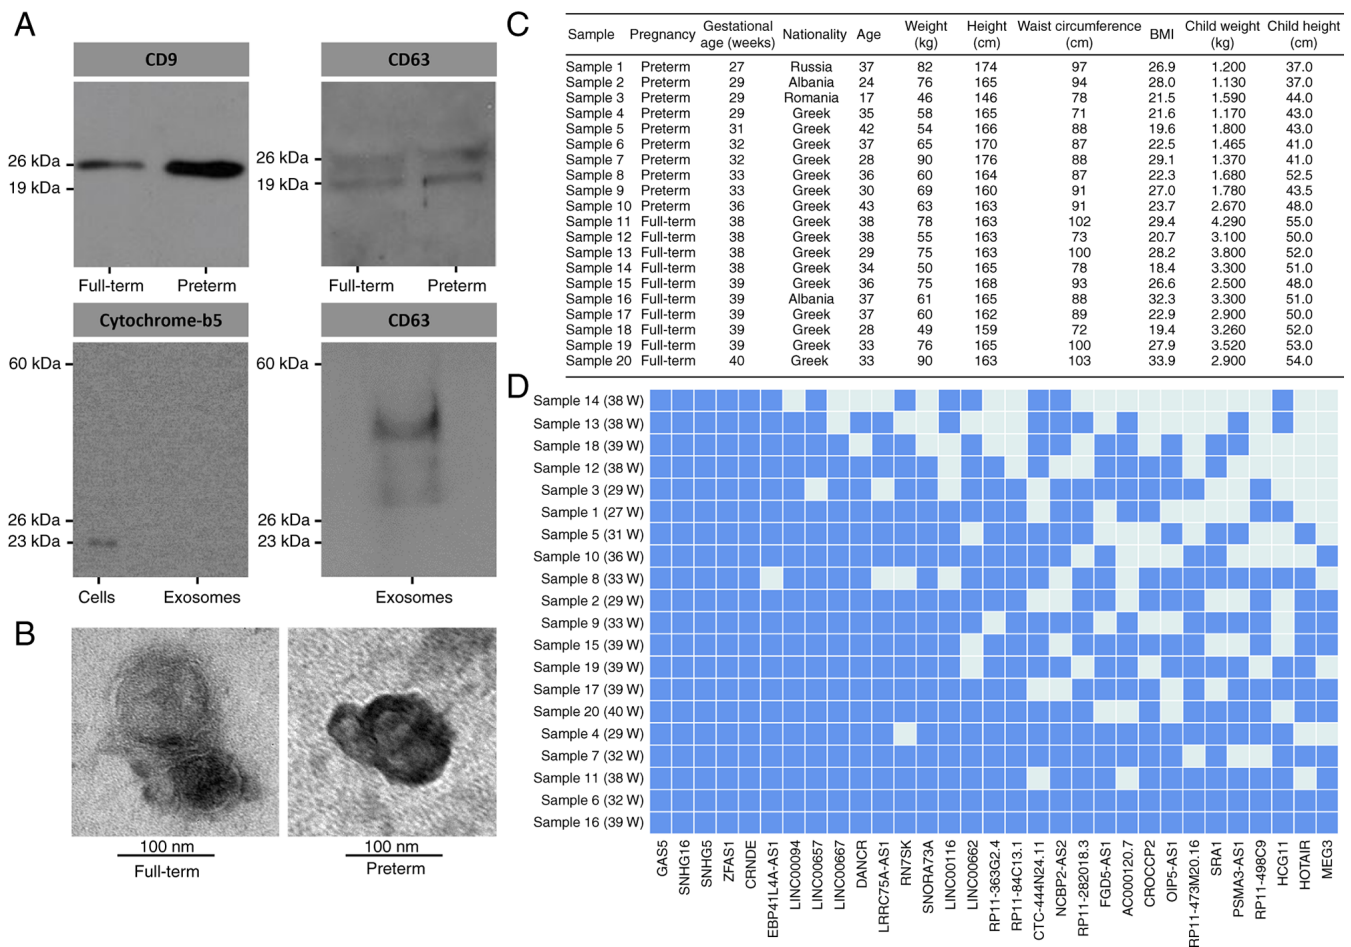 A
CD9
CD63
26 kDa
19 kDa
26 kDa
19 kDa
Full-term Preterm
Full-term Preterm
Cytochrome-b5
CD63
60 kDa
26 kDa
23 kDa
60 kDa
26 kDa
23 kDa
Cells Exosomes
Exosomes
B
100 nm
Full-term
100 nm
Preterm
C
Sample Pregnancy Gestational age (weeks) Nationality Age Weight (kg) Height (cm) Waist circumference (cm) BMI Child weight (kg) Child height (cm)
Sample 1 Preterm 27 Russia 37 82 174 97 26.9 1.200 37.0
Sample 2 Preterm 29 Albania 24 76 165 94 28.0 1.130 37.0
Sample 3 Preterm 29 Romania 17 46 146 78 21.5 1.590 44.0
Sample 4 Preterm 29 Greek 35 58 165 71 21.6 1.170 43.0
Sample 5 Preterm 31 Greek 42 54 166 88 19.6 1.800 43.0
Sample 6 Preterm 32 Greek 37 65 170 87 22.5 1.465 41.0
Sample 7 Preterm 32 Greek 28 90 176 88 29.1 1.370 41.0
Sample 8 Preterm 33 Greek 36 60 164 87 22.3 1.680 52.5
Sample 9 Preterm 33 Greek 30 69 160 91 27.0 1.780 43.5
Sample 10 Preterm 36 Greek 43 63 163 91 23.7 2.670 48.0
Sample 11 Full-term 38 Greek 38 78 163 102 29.4 4.290 55.0
Sample 12 Full-term 38 Greek 38 55 163 73 20.7 3.100 50.0
Sample 13 Full-term 38 Greek 29 75 163 100 28.2 3.800 52.0
Sample 14 Full-term 38 Greek 34 50 165 78 18.4 3.300 51.0
Sample 15 Full-term 39 Greek 36 75 168 93 26.6 2.500 48.0
Sample 16 Full-term 39 Albania 37 61 165 88 32.3 3.300 51.0
Sample 17 Full-term 39 Greek 37 60 162 89 22.9 2.900 50.0
Sample 18 Full-term 39 Greek 28 49 159 72 19.4 3.260 52.0
Sample 19 Full-term 39 Greek 33 76 165 100 27.9 3.520 53.0
Sample 20 Full-term 40 Greek 33 90 163 103 33.9 2.900 54.0
D
Sample 14 (38 W)
Sample 13 (38 W)
Sample 18 (39 W)
Sample 12 (38 W)
Sample 3 (29 W)
Sample 1 (27 W)
Sample 5 (31 W)
Sample 10 (36 W)
Sample 8 (33 W)
Sample 2 (29 W)
Sample 9 (33 W)
Sample 15 (39 W)
Sample 19 (39 W)
Sample 17 (39 W)
Sample 20 (40 W)
Sample 4 (29 W)
Sample 7 (32 W)
Sample 11 (38 W)
Sample 6 (32 W)
Sample 16 (39 W)
GAS5
SNHG16
SNHG5
ZFAS1
CRNDE
EBP41L4A-AS1
LINC00094
LINC00657
LINC00667
DANCR
LRRC75A-AS1
RN7SK
SNORA73A
LINC00116
LINC00662
RP11-363G2.4
RP11-84C13.1
CTC-444N24.11
NCBP2-AS2
RP11-282O18.3
FGD5-AS1
AC000120.7
CROCCP2
OIP5-AS1
RP11-473M20.16
SRA1
PSMA3-AS1
RP11-498C9
HCG11
HOTAIR
MEG3